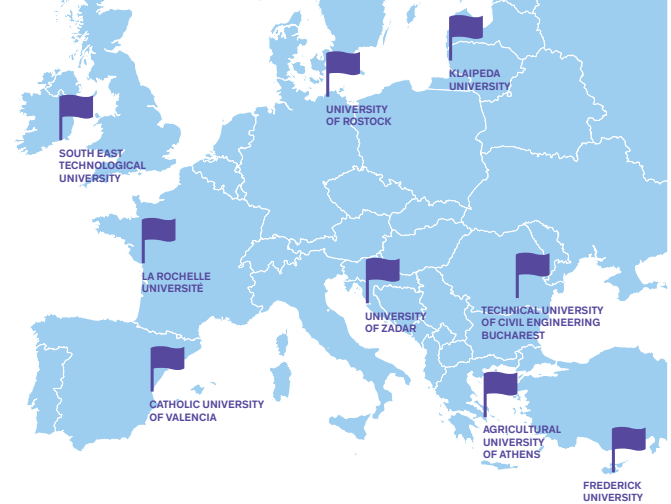 KLAIPEDA
UNIVERSITY
UNIVERSITY
OF ROSTOCK
SOUTH EAST
TECHNOLOGICAL
UNIVERSITY
LA ROCHELLE
UNIVERSITÉ
UNIVERSITY
OF ZADAR
TECHNICAL UNIVERSITY
OF CIVIL ENGINEERING
BUCHAREST
CATHOLIC UNIVERSITY
OF VALENCIA
AGRICULTURAL
UNIVERSITY
OF ATHENS
FREDERICK
UNIVERSITY